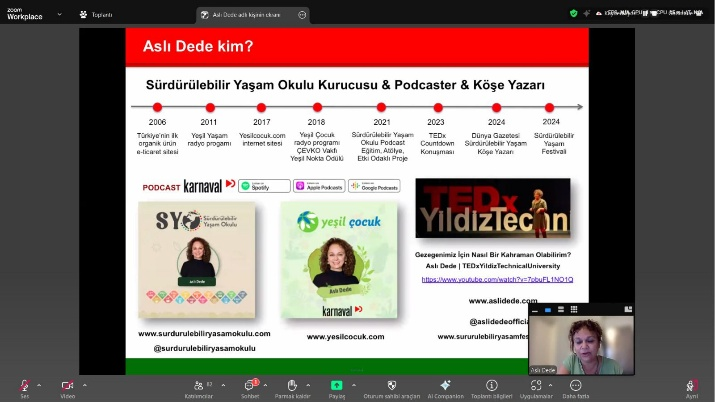 zoom
Workplace
Toplantı
Aslı Dede adlı kişinin ekranı
Aslı Dede kim?
Sürdürülebilir Yaşam Okulu Kurucusu & Podcaster & Köşe Yazarı
2006
Türkiye'nin ilk
organik ürün
e-ticaret sitesi
2011
Yeşil Yaşam
radyo progamı
2017
Yesilcocuk.com
internet sitesi
2018
Yeşil Çocuk
radyo programı
ÇEVKO Vakfı
Yeşil Nokta Ödülü
2021
Sürdürülebilir Yaşam
Okulu Podcast
Eğitim, Atölye,
Etki Odaklı Proje
2023
TEDx
Countdown
Konuşması
2024
Dünya Gazetesi
Sürdürülebilir Yaşam
Köşe Yazarı
2024
Sürdürülebilir
Yaşam
Festivali
PODCAST karnaval
Spotify
Apple Podcasts
Google Podcasts
SYO
Sürdürülebilir
Yaşam Okulu
Aslı Dede
www.surdurulebiliryasamokulu.com
@surdurulebiliryasamokulu
yeşil çocuk
Aslı Dede
karnaval
www.yesilcocuk.com
TEDx
YildizTechn
Gezegenimiz İçin Nasıl Bir Kahraman Olabilirim?
Aslı Dede | TEDxYildizTechnicalUniversity
https://www.youtube.com/watch?v=7pbuFL1NO1Q
www.aslidede.com
@aslidedeofficia
www.sururulebiliryasamfes
Aslı Dede
Ses
Video
Katılımcılar
Sohbet
Parmak kaldır
Paylaş
Oturum sahibi araçları
AI Companion
Toplantı bilgileri
Uygulamalar
Daha fazla
Ayrıl